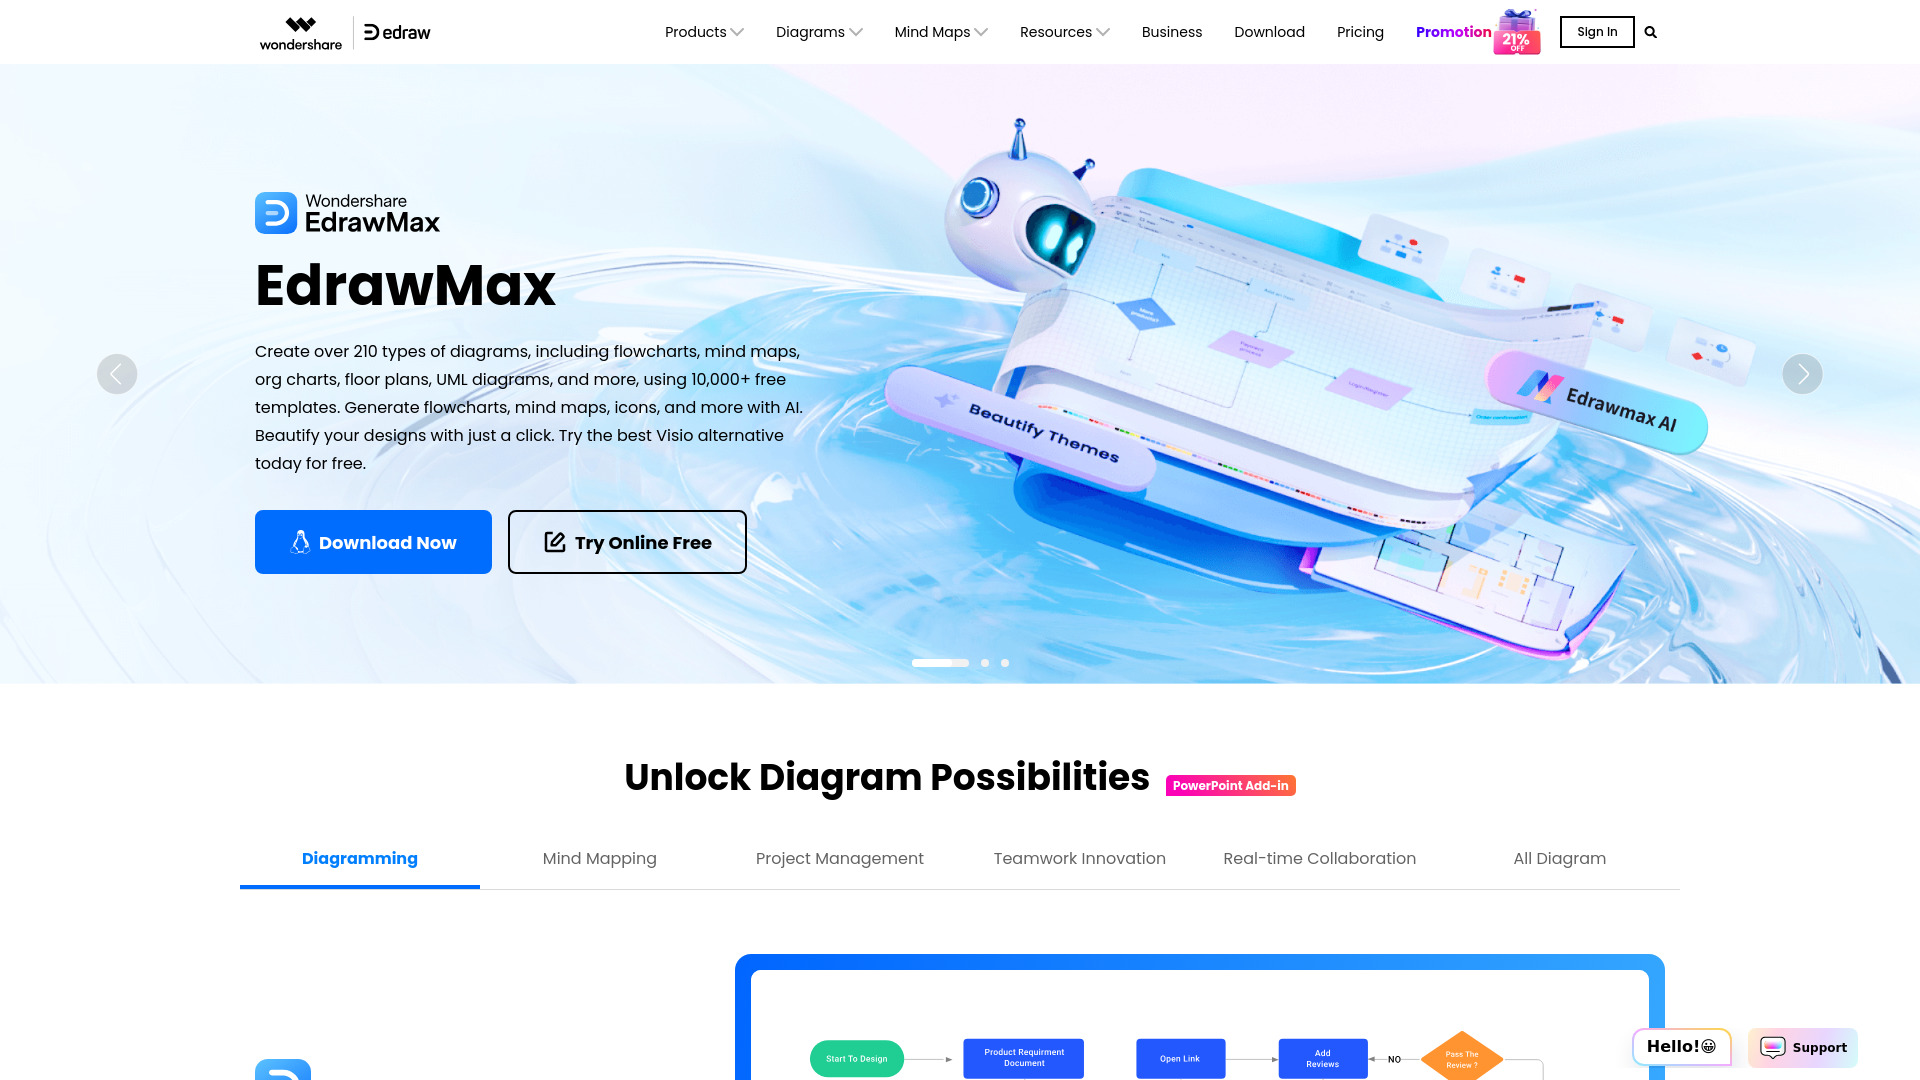 wondershare
edraw
Products
Diagrams
Mind Maps
Resources
Business
Download
Pricing
Promotion
21%
OFF
Sign In
Wondershare
EdrawMax
EdrawMax
Create over 210 types of diagrams, including flowcharts, mind maps,
org charts, floor plans, UML diagrams, and more, using 10,000+ free
templates. Generate flowcharts, mind maps, icons, and more with AI.
Beautify your designs with just a click. Try the best Visio alternative
today for free.
Download Now
Try Online Free
Beautify Themes
Edrawmax AI
Unlock Diagram Possibilities
PowerPoint Add-in
Diagramming
Mind Mapping
Project Management
Teamwork Innovation
Real-time Collaboration
All Diagram
Start To Design
Product Requirment
Document
Open Link
Add
Reviews
NO
Pass The
Review ?
Hello!😀
Support